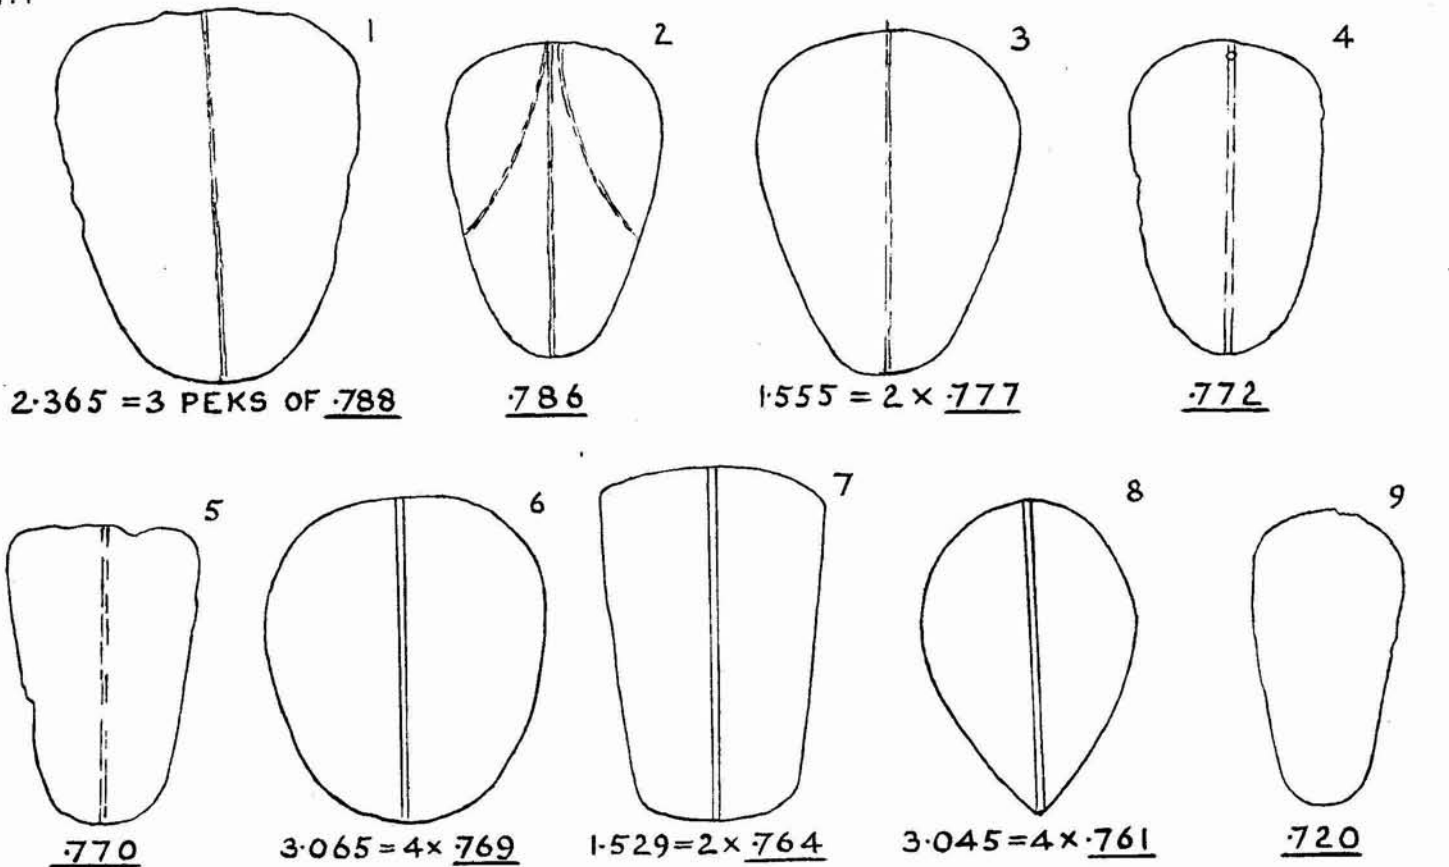 1 2 3 4
2·365 = 3 PEKS OF ·788 ·786 1·555 = 2 × ·777 ·772
5 6 7 8 9
·770 3·065 = 4 × ·769 1·529 = 2 × ·764 3·045 = 4 × ·761 ·720